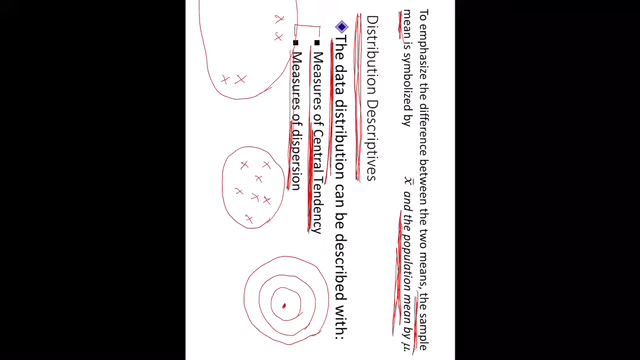 To emphasize the difference between the two means, the sample
mean is symbolized by x̄ and the population mean by μ.
Distribution Descriptives
The data distribution can be described with:
Measures of Central Tendency
Measures of dispersion